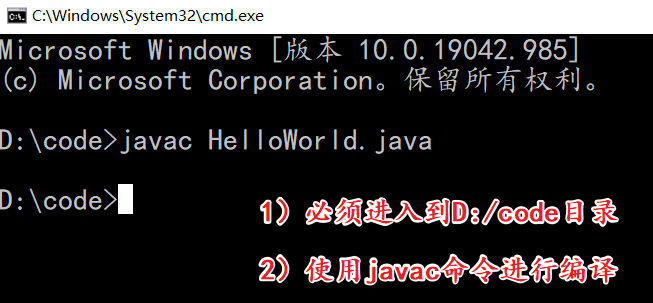 C:\Windows\System32\cmd.exe
Microsoft Windows [版本 10.0.19042.985]
(c) Microsoft Corporation。保留所有权利。
D:\code>javac HelloWorld.java
D:\code>
1）必须进入到D:/code目录
2）使用javac命令进行编译